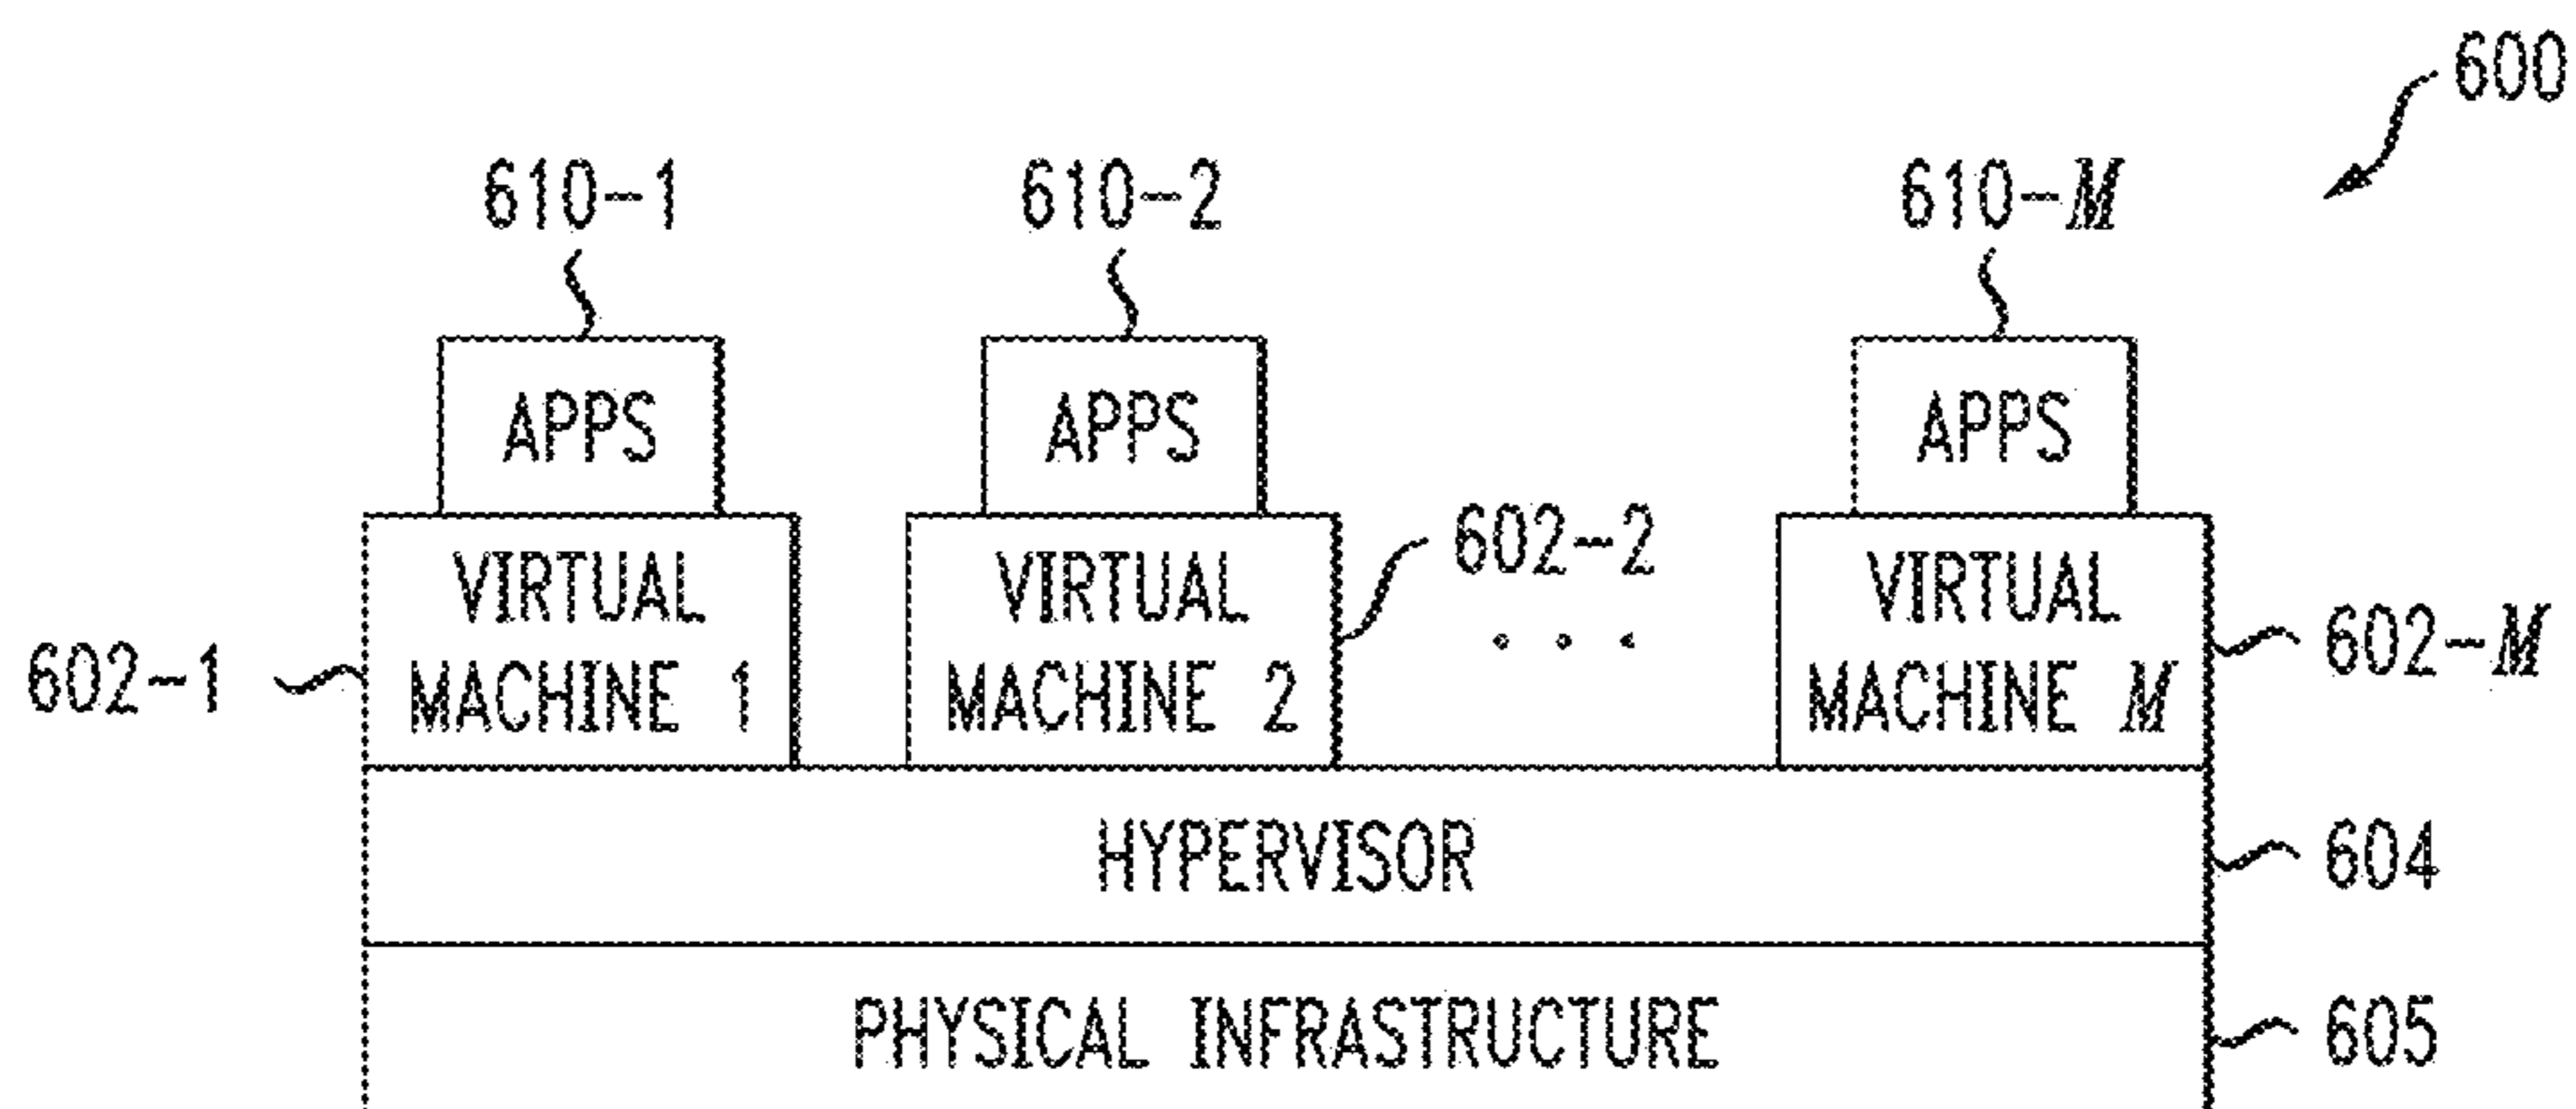 600
610-1
610-2
610-M
APPS
APPS
APPS
VIRTUAL
MACHINE 1
VIRTUAL
MACHINE 2
602-2
. . .
VIRTUAL
MACHINE M
602-1
602-M
HYPERVISOR
604
PHYSICAL INFRASTRUCTURE
605